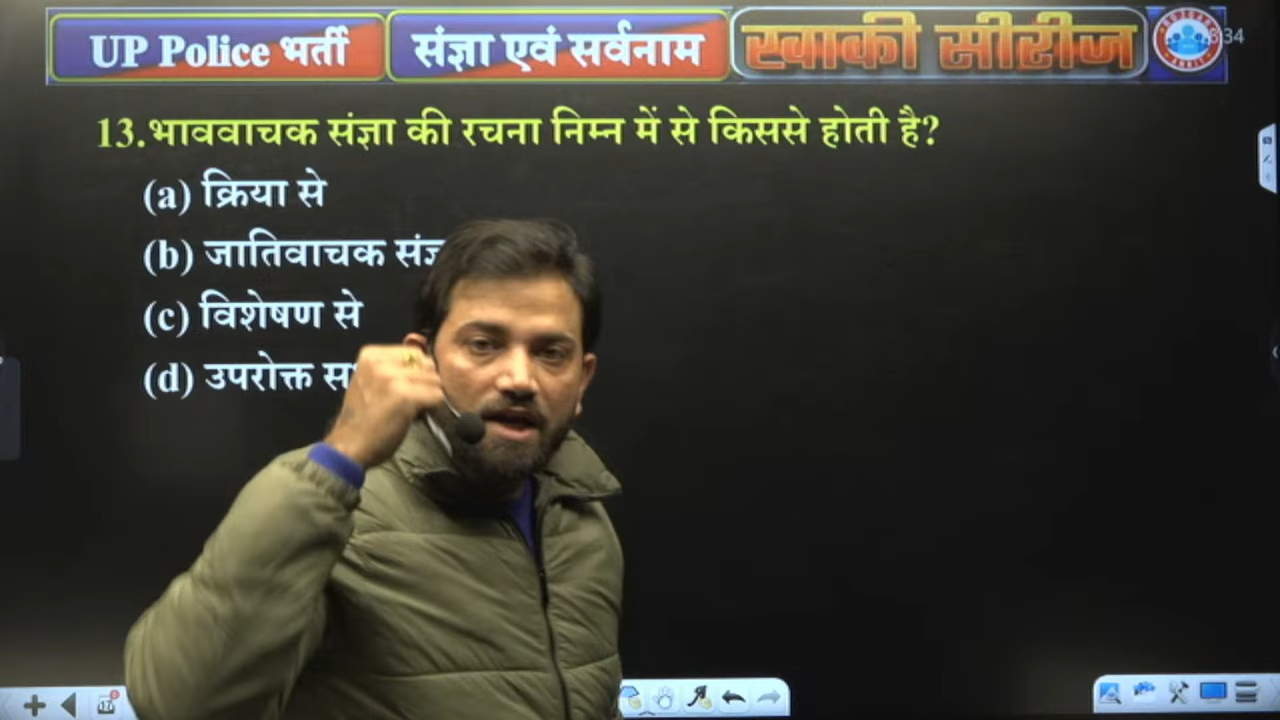 UP Police भर्ती संज्ञा एवं सर्वनाम खाकी सीरीज
13.भाववाचक संज्ञा की रचना निम्न में से किससे होती है?
(a) क्रिया से
(b) जातिवाचक
(c) विशेषण से
(d) उपरोक्त